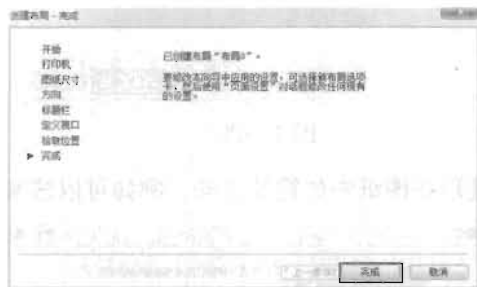 创建布局 - 完成
开始
打印机
图纸尺寸
方向
标题栏
定义视口
拾取位置
▶ 完成
已创建布局“布局3”。
要修改本向导中应用的设置，可选择新布局选项
卡，然后使用“页面设置”对话框修改任何现有
的设置。
完成
取消